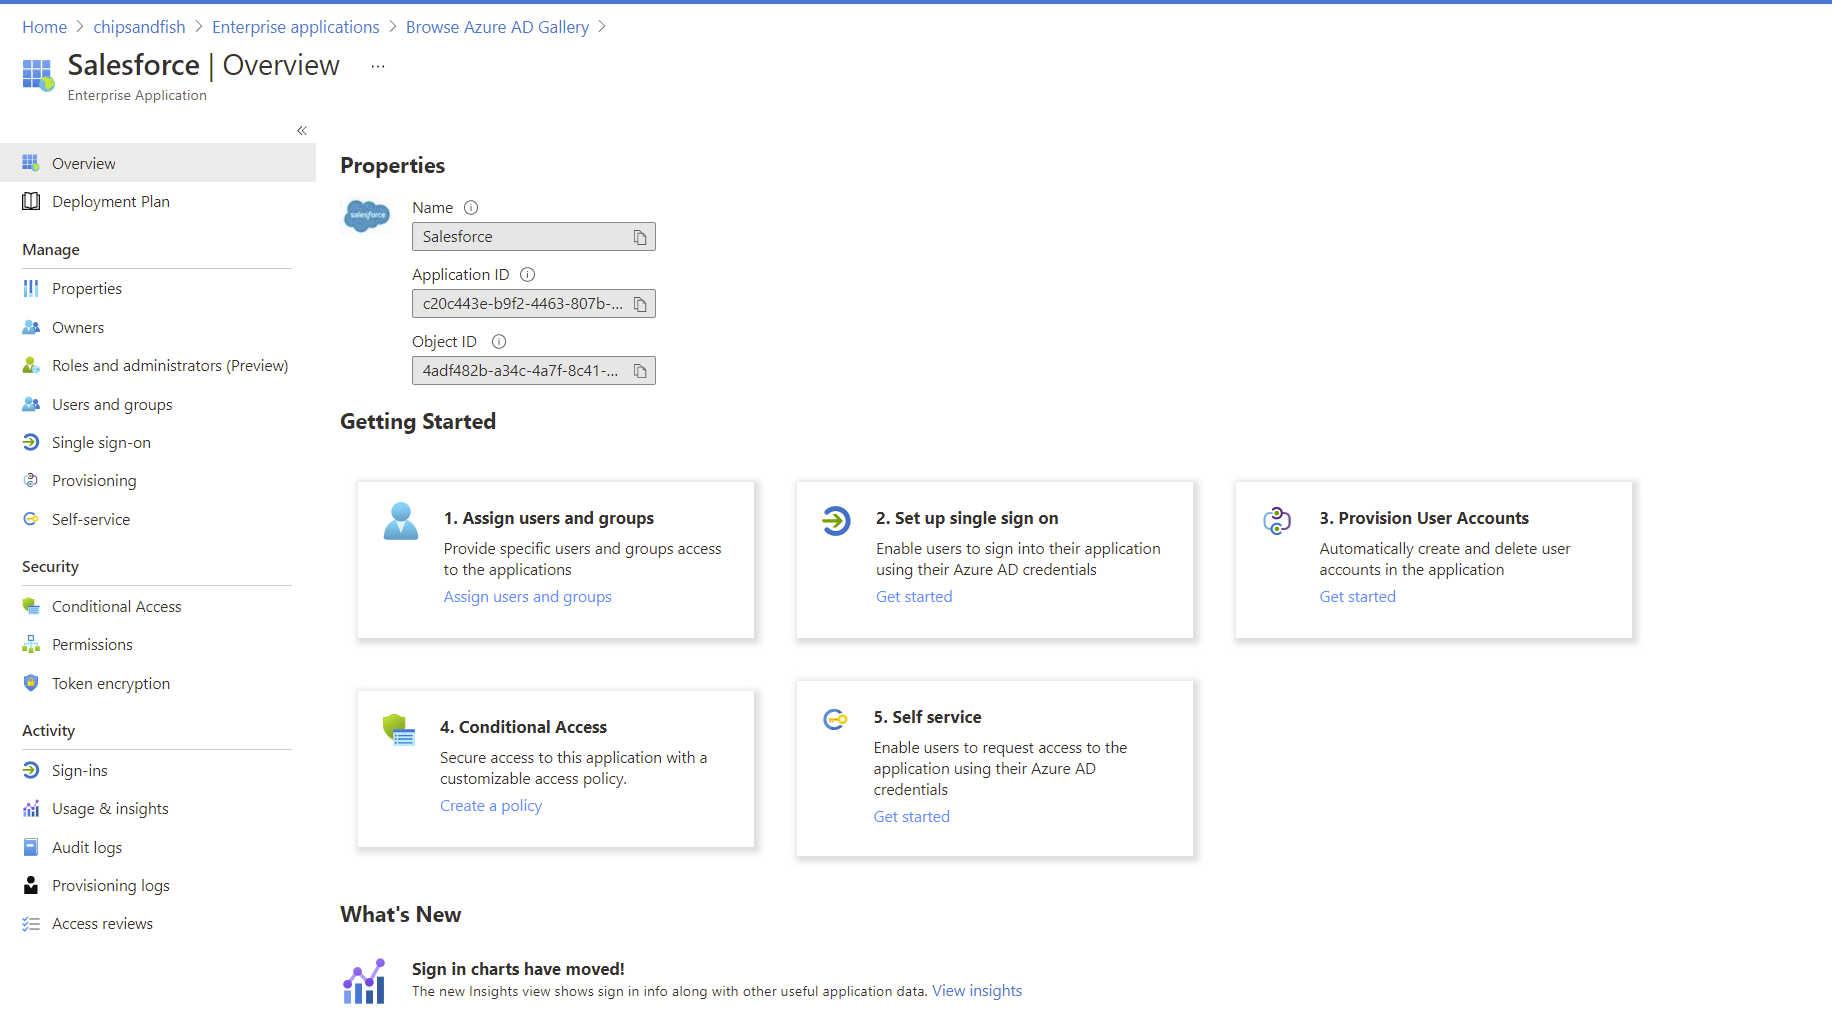 Home > chipsandfish > Enterprise applications > Browse Azure AD Gallery >
Salesforce | Overview ...
Enterprise Application
«
Overview
Deployment Plan
Manage
Properties
Owners
Roles and administrators (Preview)
Users and groups
Single sign-on
Provisioning
Self-service
Security
Conditional Access
Permissions
Token encryption
Activity
Sign-ins
Usage & insights
Audit logs
Provisioning logs
Access reviews
Properties
salesforce
Name
Salesforce
Application ID
c20c443e-b9f2-4463-807b-...
Object ID
4adf482b-a34c-4a7f-8c41-...
Getting Started
1. Assign users and groups
Provide specific users and groups access
to the applications
Assign users and groups
2. Set up single sign on
Enable users to sign into their application
using their Azure AD credentials
Get started
3. Provision User Accounts
Automatically create and delete user
accounts in the application
Get started
4. Conditional Access
Secure access to this application with a
customizable access policy.
Create a policy
5. Self service
Enable users to request access to the
application using their Azure AD
credentials
Get started
What's New
Sign in charts have moved!
The new Insights view shows sign in info along with other useful application data. View insights